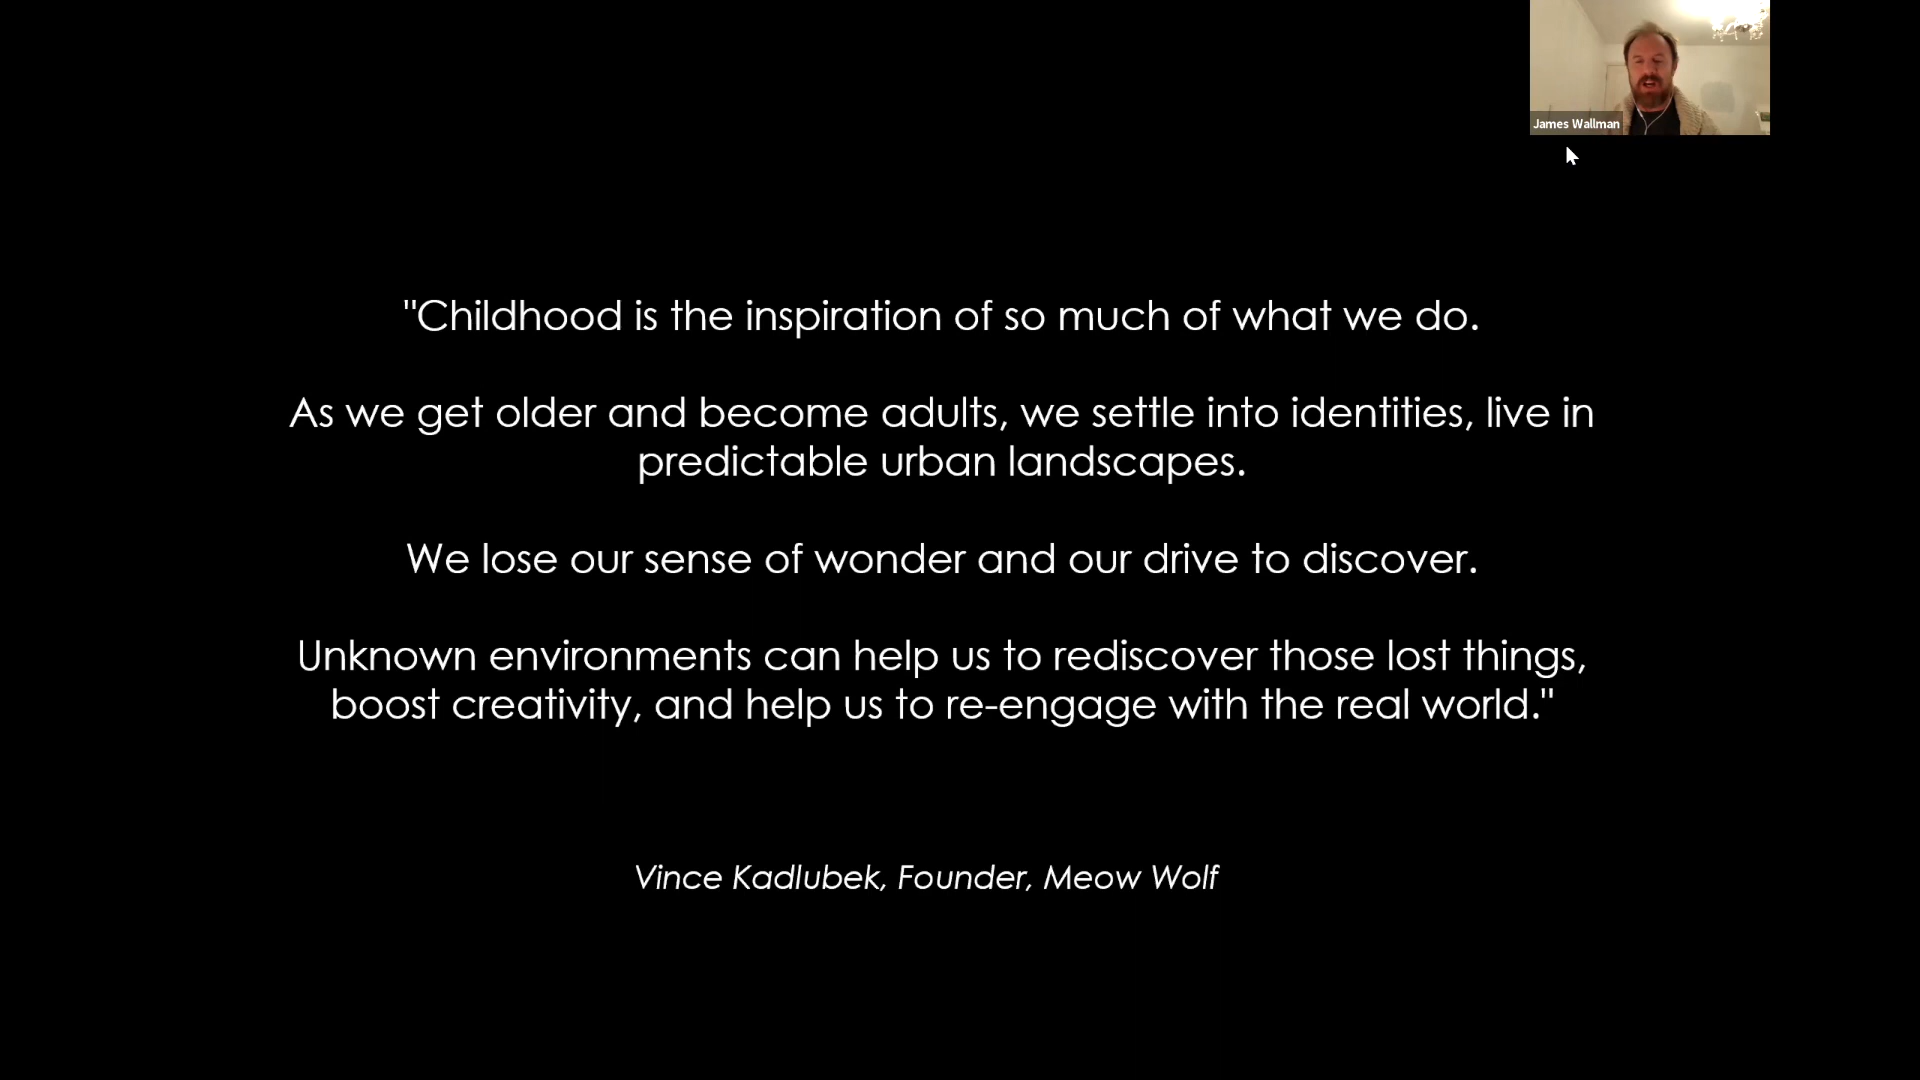 James Wallman
"Childhood is the inspiration of so much of what we do.
As we get older and become adults, we settle into identities, live in
predictable urban landscapes.
We lose our sense of wonder and our drive to discover.
Unknown environments can help us to rediscover those lost things,
boost creativity, and help us to re-engage with the real world."
Vince Kadlubek, Founder, Meow Wolf